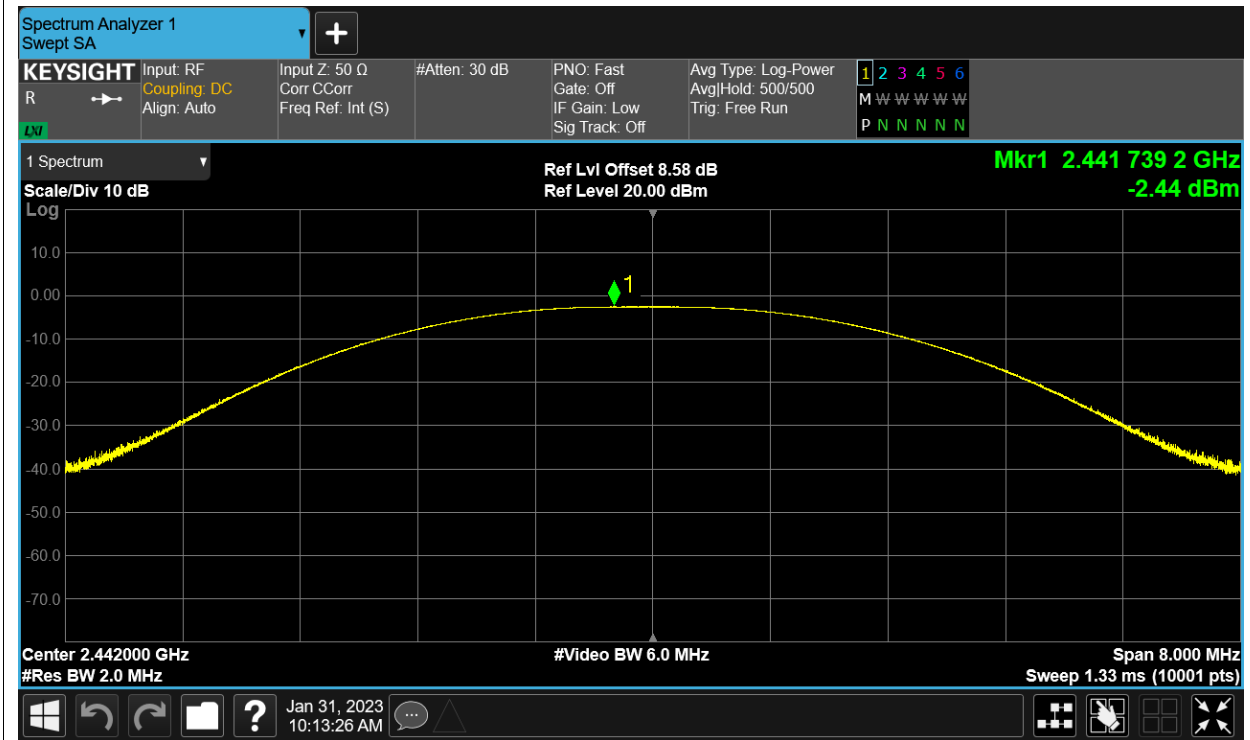 Spectrum Analyzer 1
Swept SA
KEYSIGHT
R
LXI
Input: RF
Coupling: DC
Align: Auto
Input Z: 50 Ω
Corr CCorr
Freq Ref: Int (S)
#Atten: 30 dB
PNO: Fast
Gate: Off
IF Gain: Low
Sig Track: Off
Avg Type: Log-Power
Avg|Hold: 500/500
Trig: Free Run
1 2 3 4 5 6
M W W W W W
P N N N N N
1 Spectrum
Scale/Div 10 dB
Log
Ref Lvl Offset 8.58 dB
Ref Level 20.00 dBm
Mkr1 2.441 739 2 GHz
-2.44 dBm
10.0
0.00
-10.0
-20.0
-30.0
-40.0
-50.0
-60.0
-70.0
1
Center 2.442000 GHz
#Res BW 2.0 MHz
#Video BW 6.0 MHz
Span 8.000 MHz
Sweep 1.33 ms (10001 pts)
?
Jan 31, 2023
10:13:26 AM